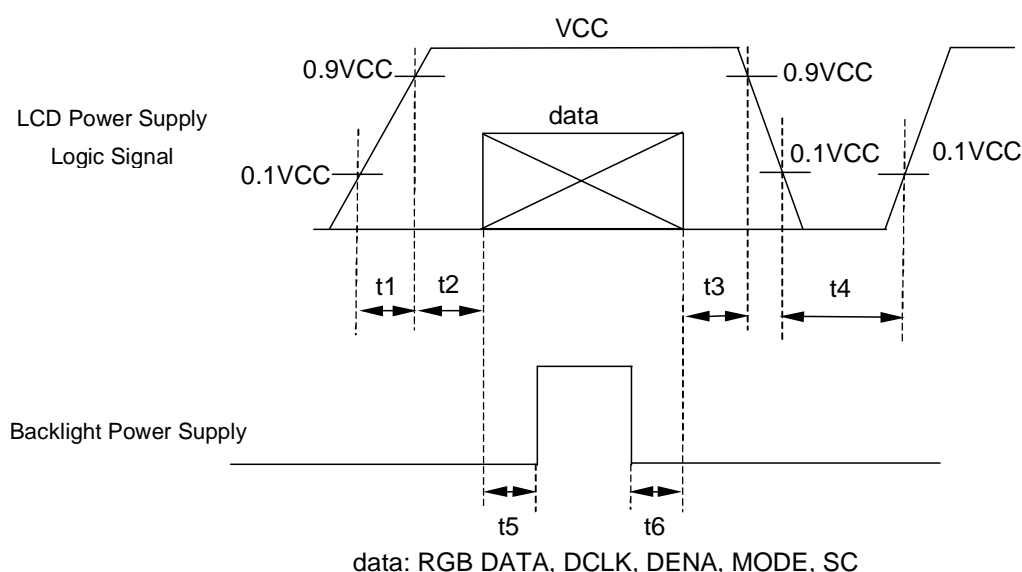 VCC
0.9VCC
0.9VCC
LCD Power Supply
Logic Signal
data
0.1VCC
0.1VCC
0.1VCC
t1
t2
t3
t4
Backlight Power Supply
t5
t6
data: RGB DATA, DCLK, DENA, MODE, SC